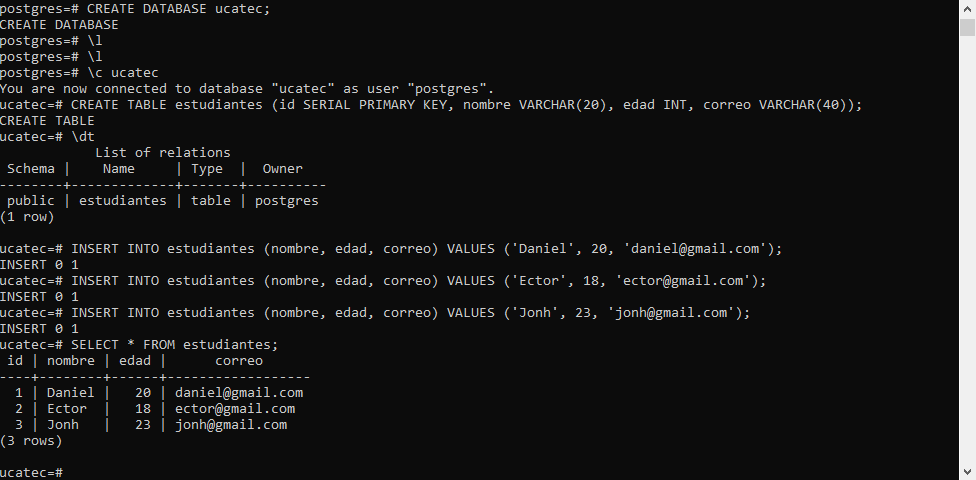 postgres=# CREATE DATABASE ucatec;
CREATE DATABASE
postgres=# \l
postgres=# \l
postgres=# \c ucatec
You are now connected to database "ucatec" as user "postgres".
ucatec=# CREATE TABLE estudiantes (id SERIAL PRIMARY KEY, nombre VARCHAR(20), edad INT, correo VARCHAR(40));
CREATE TABLE
ucatec=# \dt
            List of relations
 Schema |    Name     | Type  |  Owner
--------+-------------+-------+----------
 public | estudiantes | table | postgres
(1 row)

ucatec=# INSERT INTO estudiantes (nombre, edad, correo) VALUES ('Daniel', 20, 'daniel@gmail.com');
INSERT 0 1
ucatec=# INSERT INTO estudiantes (nombre, edad, correo) VALUES ('Ector', 18, 'ector@gmail.com');
INSERT 0 1
ucatec=# INSERT INTO estudiantes (nombre, edad, correo) VALUES ('Jonh', 23, 'jonh@gmail.com');
INSERT 0 1
ucatec=# SELECT * FROM estudiantes;
 id | nombre | edad |      correo
----+--------+------+------------------
  1 | Daniel |   20 | daniel@gmail.com
  2 | Ector  |   18 | ector@gmail.com
  3 | Jonh   |   23 | jonh@gmail.com
(3 rows)

ucatec=#